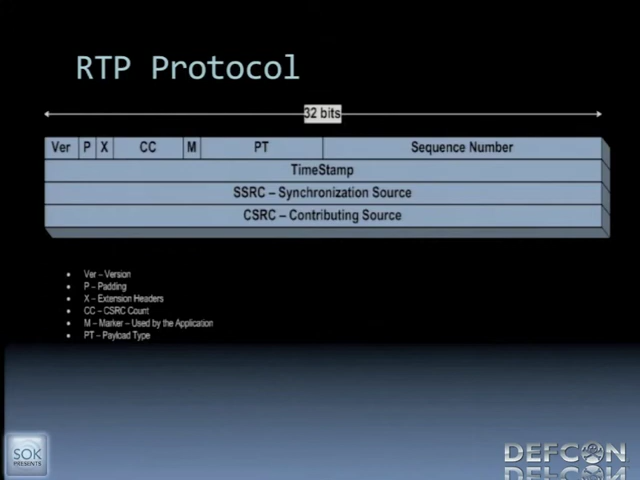 RTP Protocol
32 bits
Ver P X CC M PT Sequence Number
TimeStamp
SSRC – Synchronization Source
CSRC – Contributing Source
• Ver – Version
• P – Padding
• X – Extension Headers
• CC – CSRC Count
• M – Marker – Used by the Application
• PT – Payload Type
SOK
PRESENTS
DEFCON